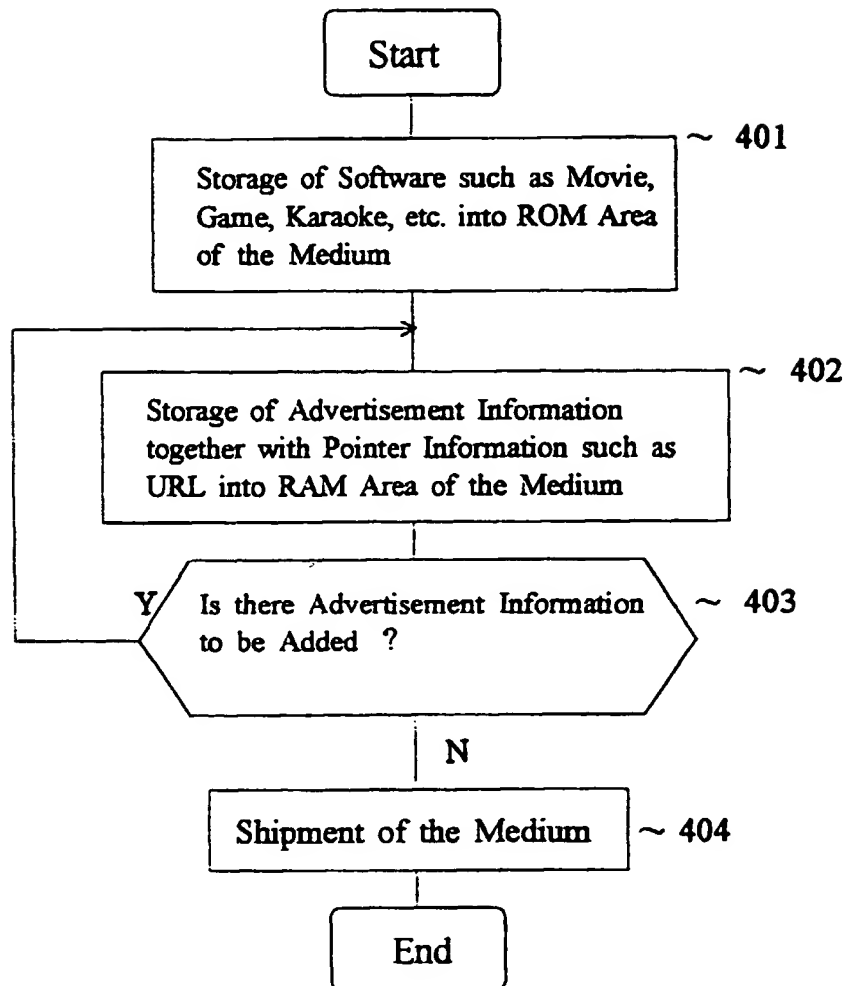 Start
~ 401
Storage of Software such as Movie,
Game, Karaoke, etc. into ROM Area
of the Medium
~ 402
Storage of Advertisement Information
together with Pointer Information such as
URL into RAM Area of the Medium
Y
Is there Advertisement Information
to be Added ?
~ 403
N
Shipment of the Medium
~ 404
End